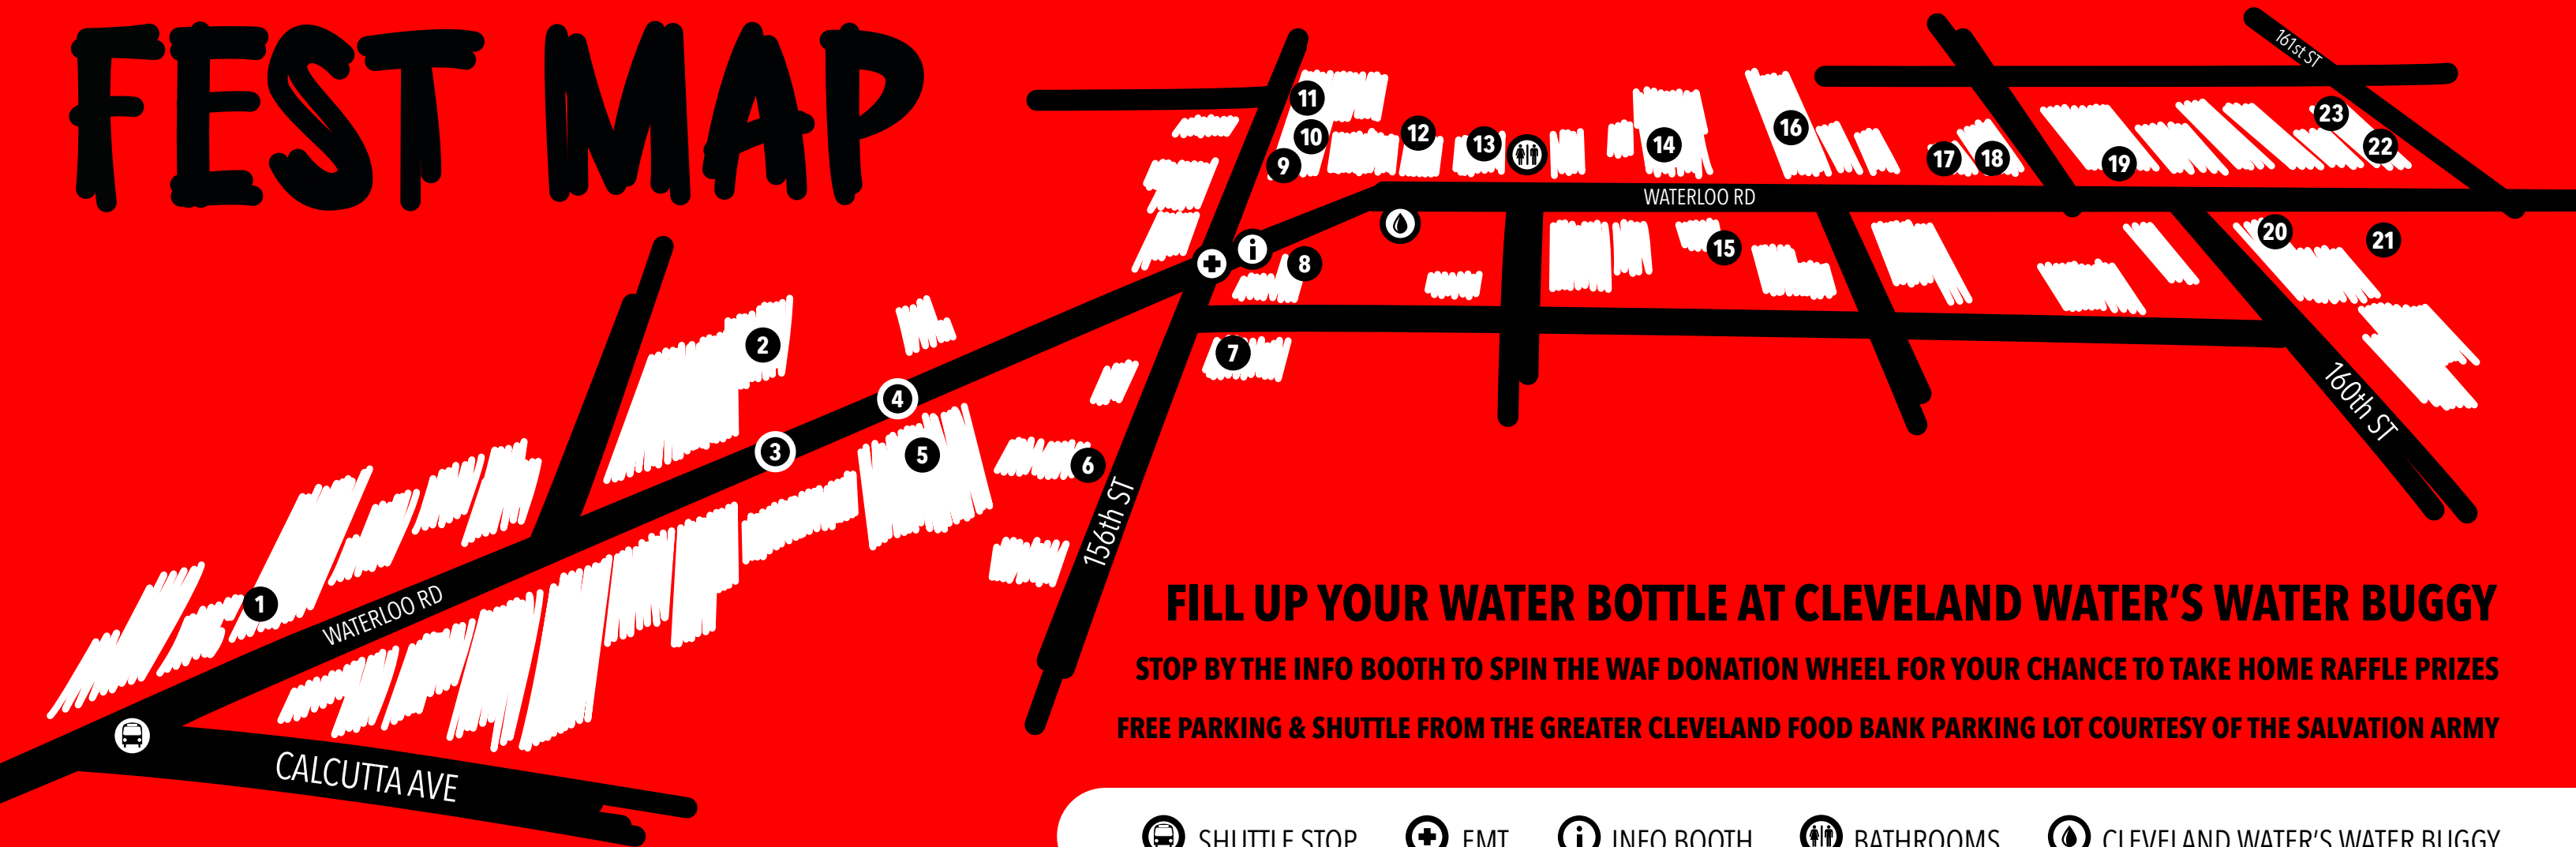 FEST MAP
161st ST
11
10
9
12
13
14
16
17
18
19
23
22
WATERLOO RD
15
20
21
8
7
2
4
3
5
6
1
WATERLOO RD
156th ST
160th ST
CALCUTTA AVE
FILL UP YOUR WATER BOTTLE AT CLEVELAND WATER'S WATER BUGGY
STOP BY THE INFO BOOTH TO SPIN THE WAF DONATION WHEEL FOR YOUR CHANCE TO TAKE HOME RAFFLE PRIZES
FREE PARKING & SHUTTLE FROM THE GREATER CLEVELAND FOOD BANK PARKING LOT COURTESY OF THE SALVATION ARMY
SHUTTLE STOP EMT INFO BOOTH BATHROOMS CLEVELAND WATER'S WATER BUGGY